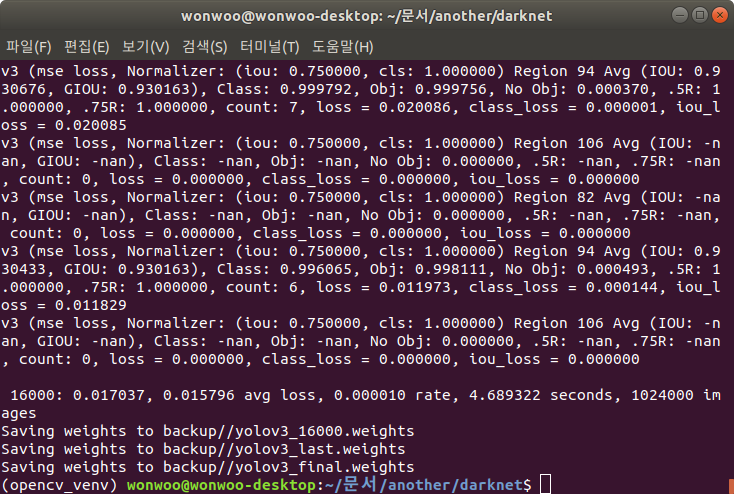 wonwoo@wonwoo-desktop: ~/문서/another/darknet
파일(F) 편집(E) 보기(V) 검색(S) 터미널(T) 도움말(H)
v3 (mse loss, Normalizer: (iou: 0.750000, cls: 1.000000) Region 94 Avg (IOU: 0.9
30676, GIOU: 0.930163), Class: 0.999792, Obj: 0.999756, No Obj: 0.000370, .5R: 1
.000000, .75R: 1.000000, count: 7, loss = 0.020086, class_loss = 0.000001, iou_l
oss = 0.020085
v3 (mse loss, Normalizer: (iou: 0.750000, cls: 1.000000) Region 106 Avg (IOU: -n
an, GIOU: -nan), Class: -nan, Obj: -nan, No Obj: 0.000000, .5R: -nan, .75R: -nan
, count: 0, loss = 0.000000, class_loss = 0.000000, iou_loss = 0.000000
v3 (mse loss, Normalizer: (iou: 0.750000, cls: 1.000000) Region 82 Avg (IOU: -na
n, GIOU: -nan), Class: -nan, Obj: -nan, No Obj: 0.000000, .5R: -nan, .75R: -nan,
 count: 0, loss = 0.000000, class_loss = 0.000000, iou_loss = 0.000000
v3 (mse loss, Normalizer: (iou: 0.750000, cls: 1.000000) Region 94 Avg (IOU: 0.9
30433, GIOU: 0.930163), Class: 0.996065, Obj: 0.998111, No Obj: 0.000493, .5R: 1
.000000, .75R: 1.000000, count: 6, loss = 0.011973, class_loss = 0.000144, iou_l
oss = 0.011829
v3 (mse loss, Normalizer: (iou: 0.750000, cls: 1.000000) Region 106 Avg (IOU: -n
an, GIOU: -nan), Class: -nan, Obj: -nan, No Obj: 0.000000, .5R: -nan, .75R: -nan
, count: 0, loss = 0.000000, class_loss = 0.000000, iou_loss = 0.000000
 16000: 0.017037, 0.015796 avg loss, 0.000010 rate, 4.689322 seconds, 1024000 im
ages
Saving weights to backup//yolov3_16000.weights
Saving weights to backup//yolov3_last.weights
Saving weights to backup//yolov3_final.weights
(opencv_venv) wonwoo@wonwoo-desktop:~/문서/another/darknet$